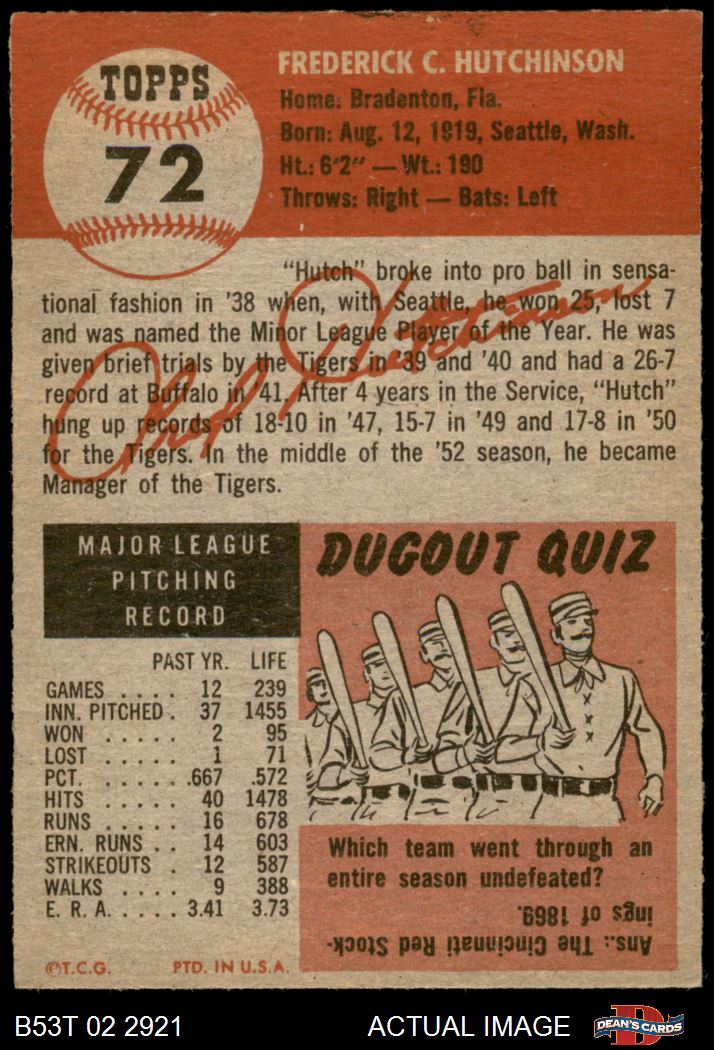 TOPPS
72
FREDERICK C. HUTCHINSON
Home: Bradenton, Fla.
Born: Aug. 12, 1919, Seattle, Wash.
Ht.: 6'2" — Wt.: 190
Throws: Right — Bats: Left
"Hutch" broke into pro ball in sensa-
tional fashion in '38 when, with Seattle, he won 25, lost 7
and was named the Minor League Player of the Year. He was
given brief trials by the Tigers in '39 and '40 and had a 26-7
record at Buffalo in '41. After 4 years in the Service, "Hutch"
hung up records of 18-10 in '47, 15-7 in '49 and 17-8 in '50
for the Tigers. In the middle of the '52 season, he became
Manager of the Tigers.
MAJOR LEAGUE
PITCHING
RECORD
PAST YR. LIFE
GAMES .... 12 239
INN. PITCHED . 37 1455
WON ..... 2 95
LOST ..... 1 71
PCT. ..... .667 .572
HITS ..... 40 1478
RUNS ..... 16 678
ERN. RUNS .. 14 603
STRIKEOUTS . 12 587
WALKS .... 9 388
E. R. A. .... 3.41 3.73
©T.C.G. PTD. IN U.S.A.
DUGOUT QUIZ
Which team went through an
entire season undefeated?
Ans.: The Cincinnati Red Stock-
ings of 1869.
B53T 02 2921 ACTUAL IMAGE
D
DEAN'S CARDS